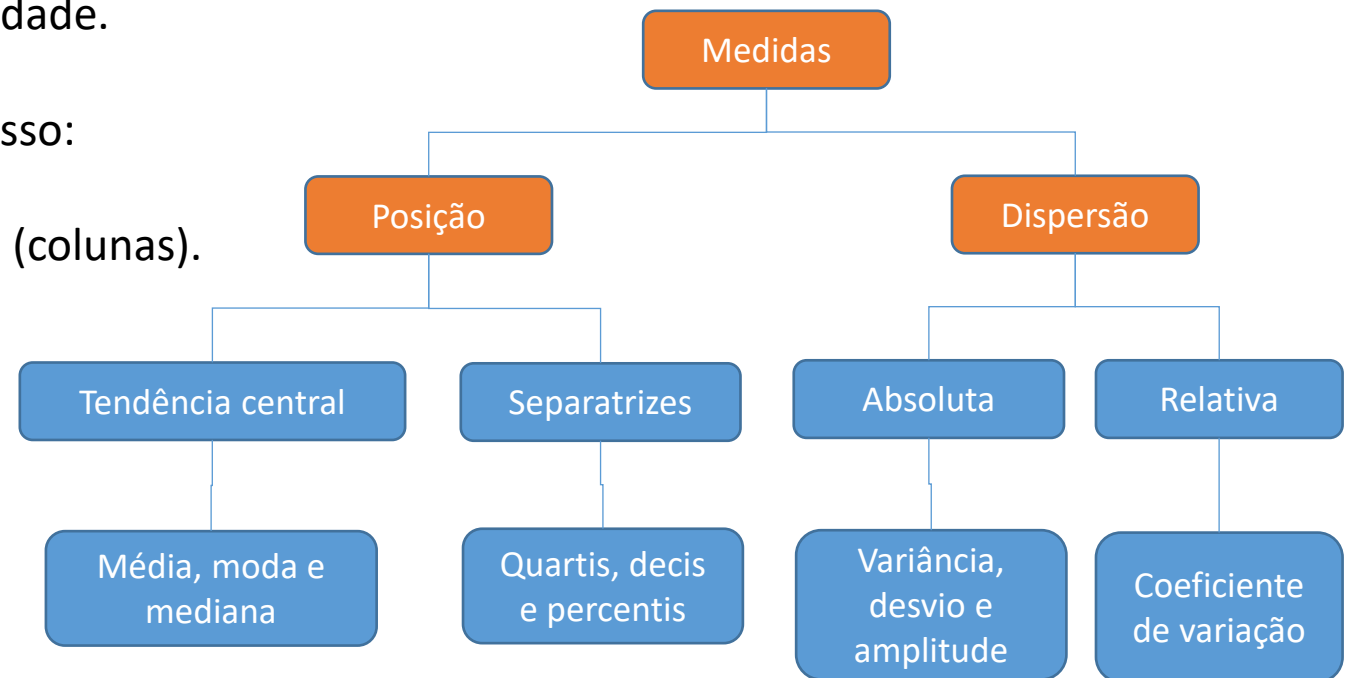 dade.
sso:
(colunas).
Medidas
Posição
Dispersão
Tendência central
Separatrizes
Absoluta
Relativa
Média, moda e
mediana
Quartis, decis
e percentis
Variância,
desvio e
amplitude
Coeficiente
de variação